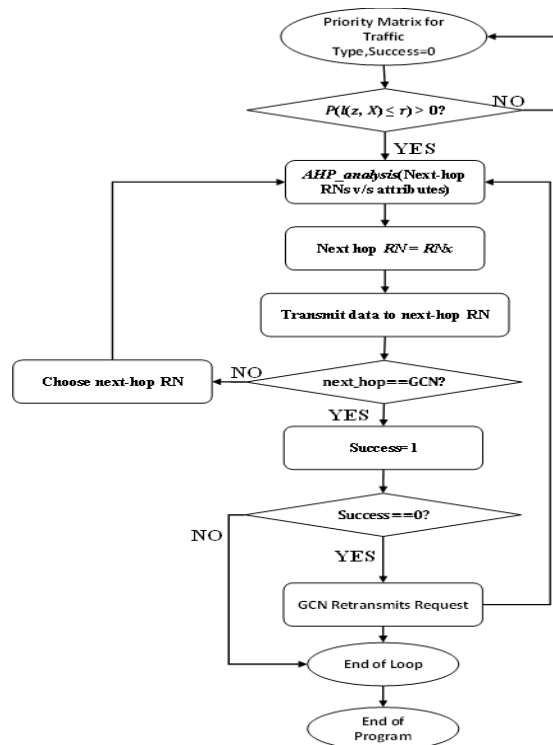 Priority Matrix for
Traffic
Type,Success=0
P(l(z, X) ≤ r) > 0?
NO
YES
AHP_analysis(Next-hop
RNs v/s attributes)
Next hop RN = RNx
Transmit data to next-hop RN
next_hop==GCN?
NO
Choose next-hop RN
YES
Success=1
Success==0?
NO
YES
GCN Retransmits Request
End of Loop
End of
Program